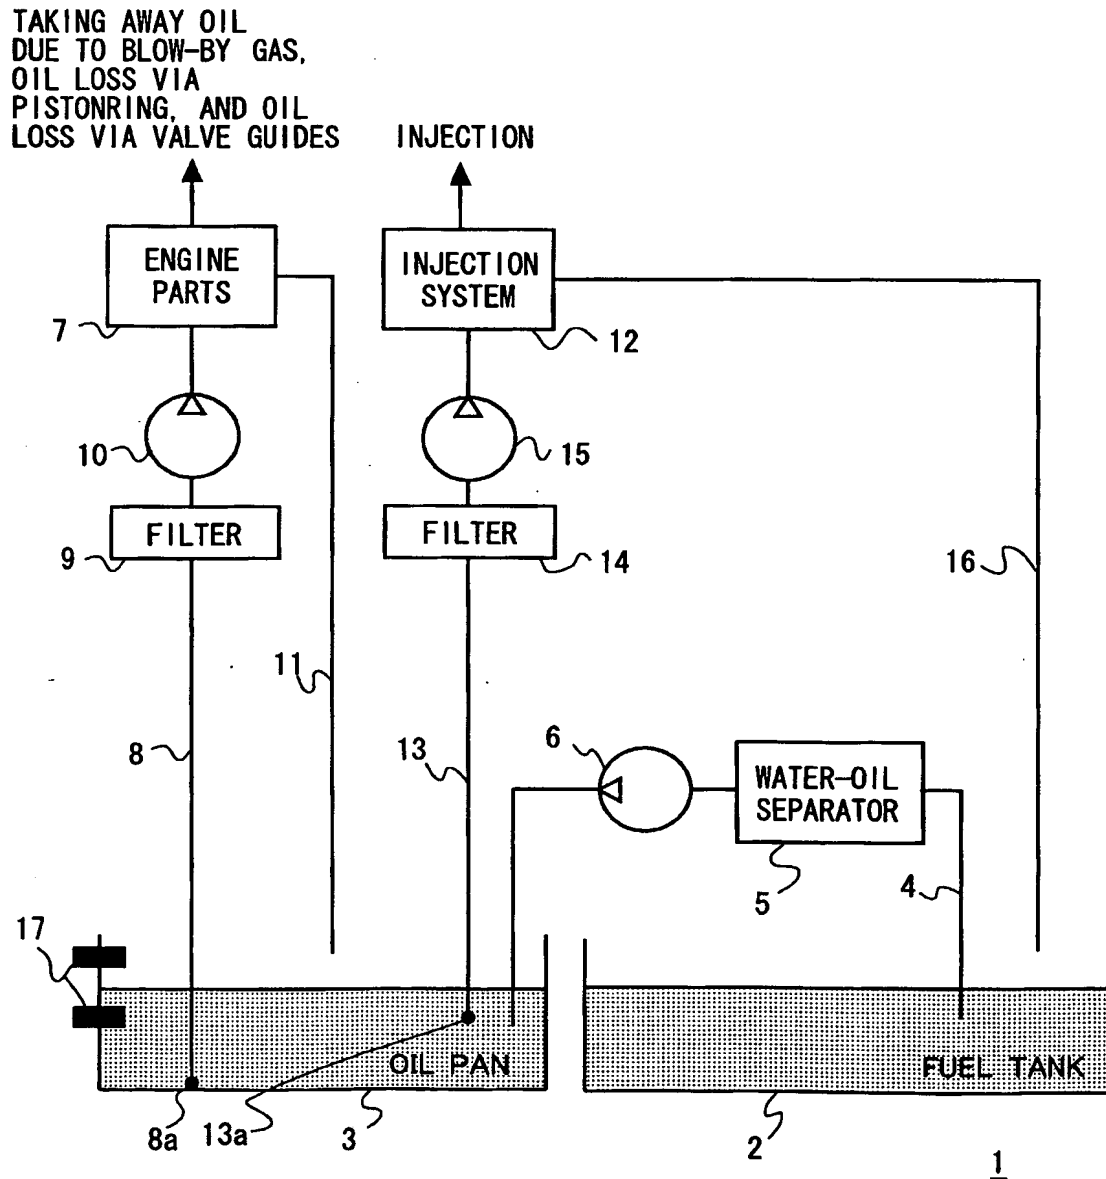 TAKING AWAY OIL
DUE TO BLOW-BY GAS,
OIL LOSS VIA
PISTONRING, AND OIL
LOSS VIA VALVE GUIDES
INJECTION
ENGINE
PARTS
INJECTION
SYSTEM
7
12
10
15
FILTER
FILTER
9
14
16
11
8
13
6
WATER-OIL
SEPARATOR
5
4
17
OIL PAN
FUEL TANK
8a
13a
3
2
1